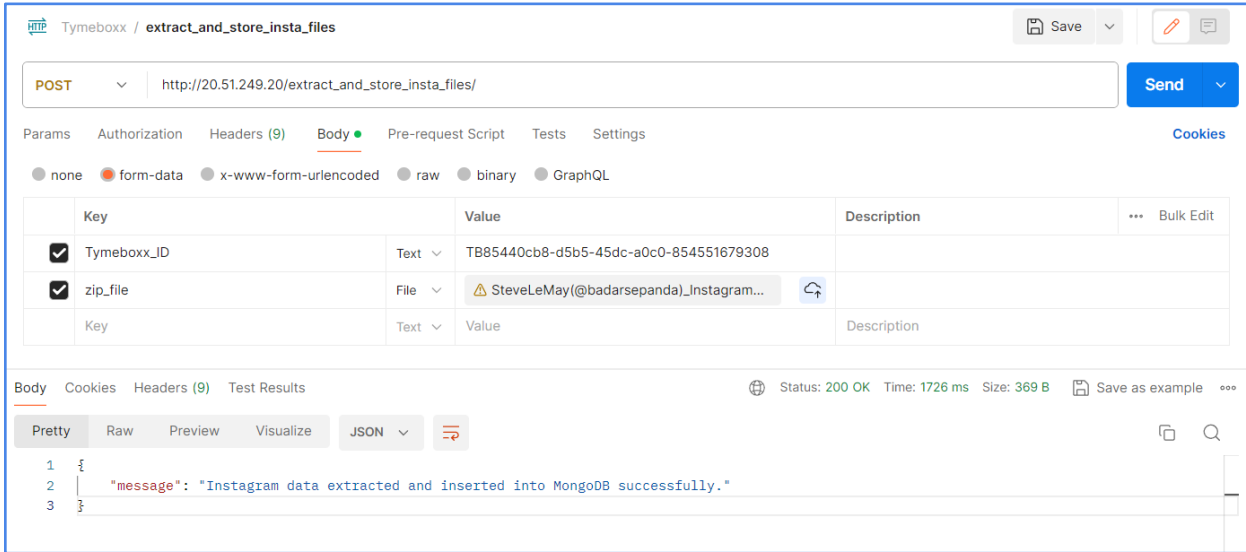 HTTP Tymeboxx / extract_and_store_insta_files Save
POST http://20.51.249.20/extract_and_store_insta_files/ Send
Params Authorization Headers (9) Body Pre-request Script Tests Settings Cookies
none form-data x-www-form-urlencoded raw binary GraphQL
Key Value Description ••• Bulk Edit
Tymeboxx_ID Text TB85440cb8-d5b5-45dc-a0c0-854551679308
zip_file File SteveLeMay(@badarsepanda)_Instagram...
Key Text Value Description
Body Cookies Headers (9) Test Results Status: 200 OK Time: 1726 ms Size: 369 B Save as example
Pretty Raw Preview Visualize JSON
1 {
2 "message": "Instagram data extracted and inserted into MongoDB successfully."
3 }